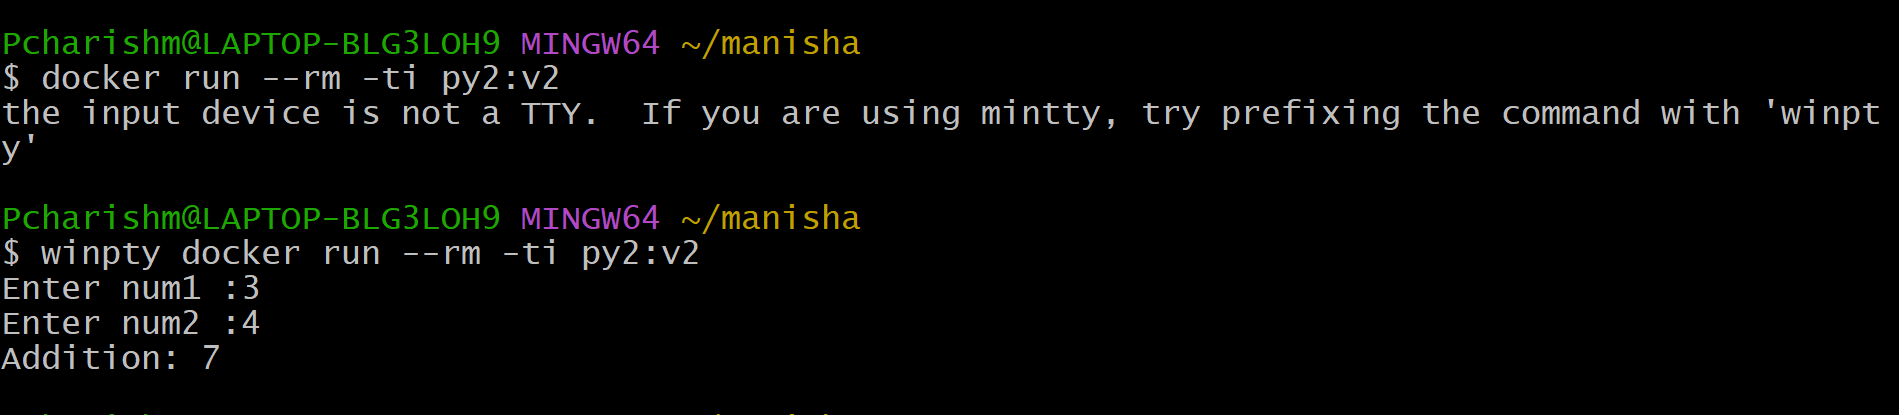 Pcharishm@LAPTOP-BLG3LOH9 MINGW64 ~/manisha
$ docker run --rm -ti py2:v2
the input device is not a TTY.  If you are using mintty, try prefixing the command with 'winpt
y'
Pcharishm@LAPTOP-BLG3LOH9 MINGW64 ~/manisha
$ winpty docker run --rm -ti py2:v2
Enter num1 :3
Enter num2 :4
Addition: 7